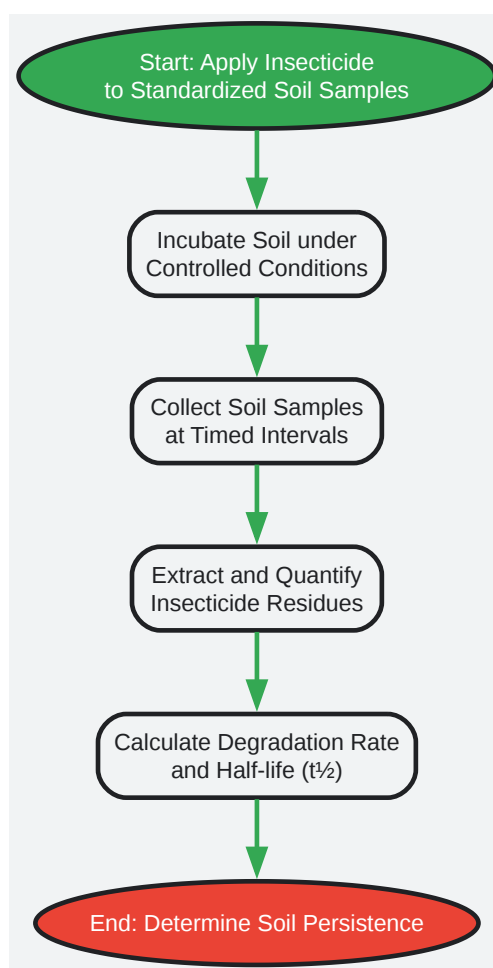 Start: Apply Insecticide
to Standardized Soil Samples
Incubate Soil under
Controlled Conditions
Collect Soil Samples
at Timed Intervals
Extract and Quantify
Insecticide Residues
Calculate Degradation Rate
and Half-life (t½)
End: Determine Soil Persistence